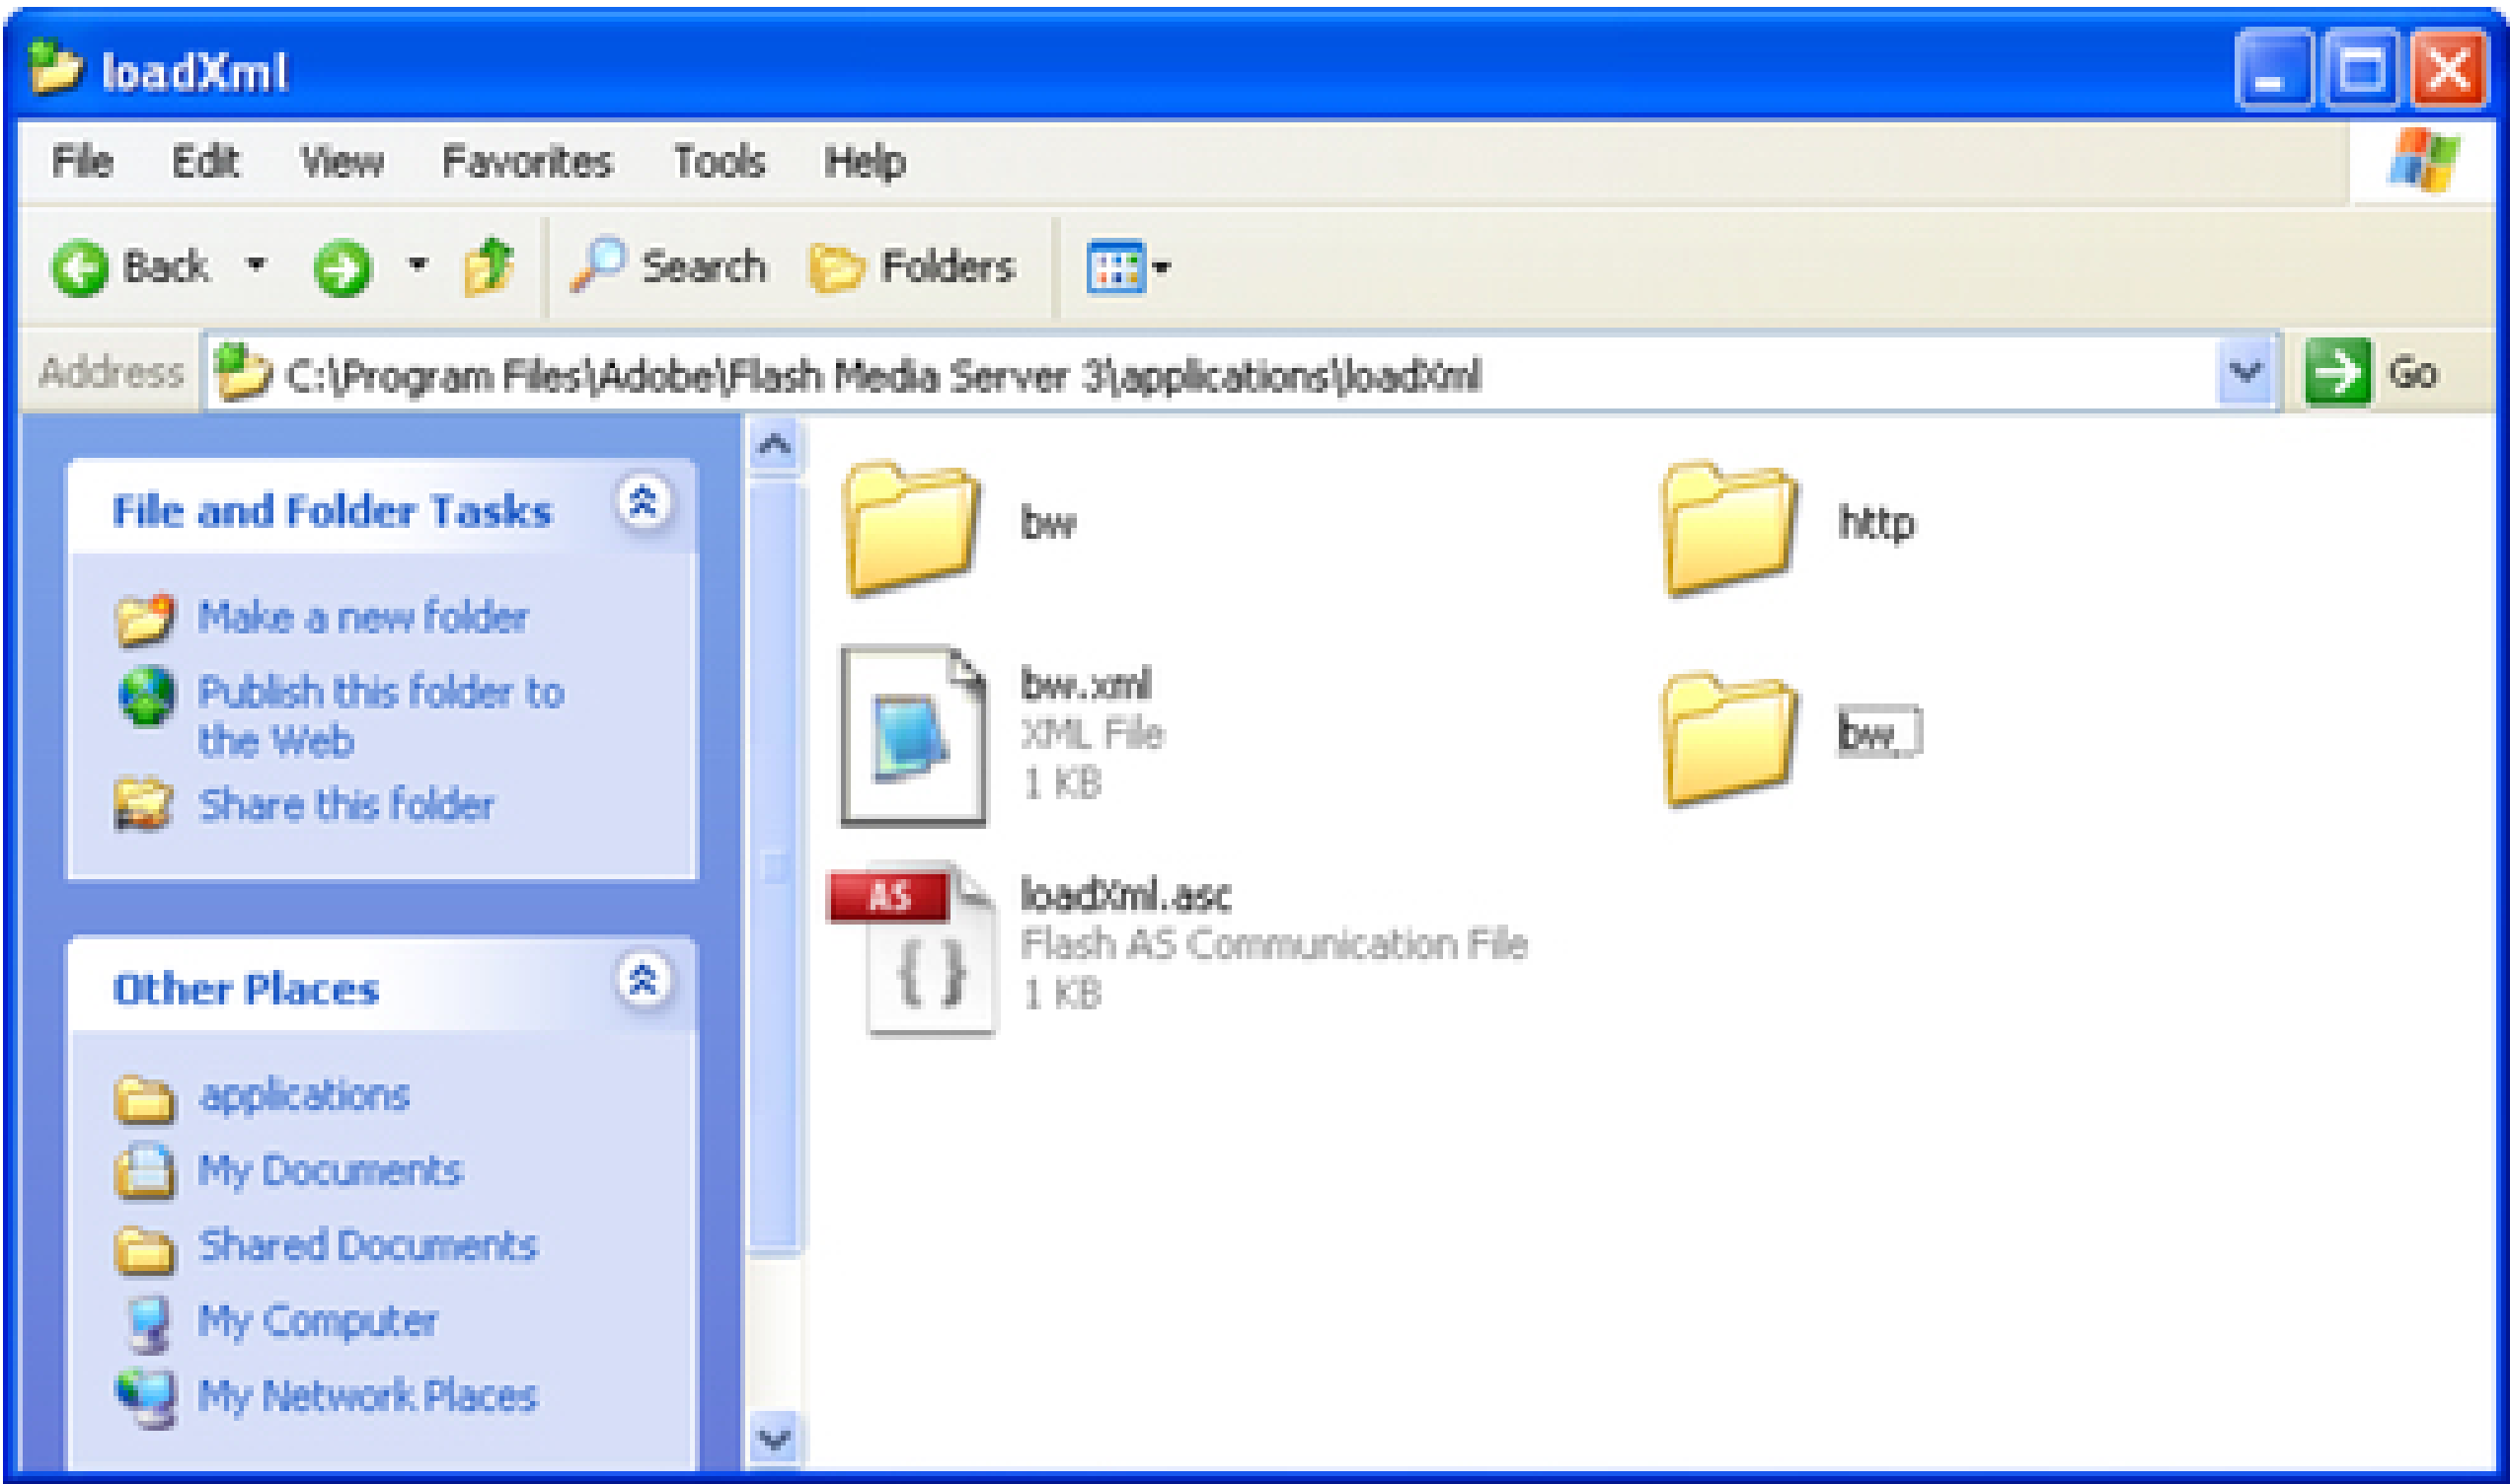 loadXml
File Edit View Favorites Tools Help
Back Search Folders
Address C:\Program Files\Adobe\Flash Media Server 3\applications\loadXml Go
File and Folder Tasks
Make a new folder
Publish this folder to
the Web
Share this folder
Other Places
applications
My Documents
Shared Documents
My Computer
My Network Places
bw
http
bw.xml
XML File
1 KB
bw_
AS
{ }
loadXml.asc
Flash AS Communication File
1 KB